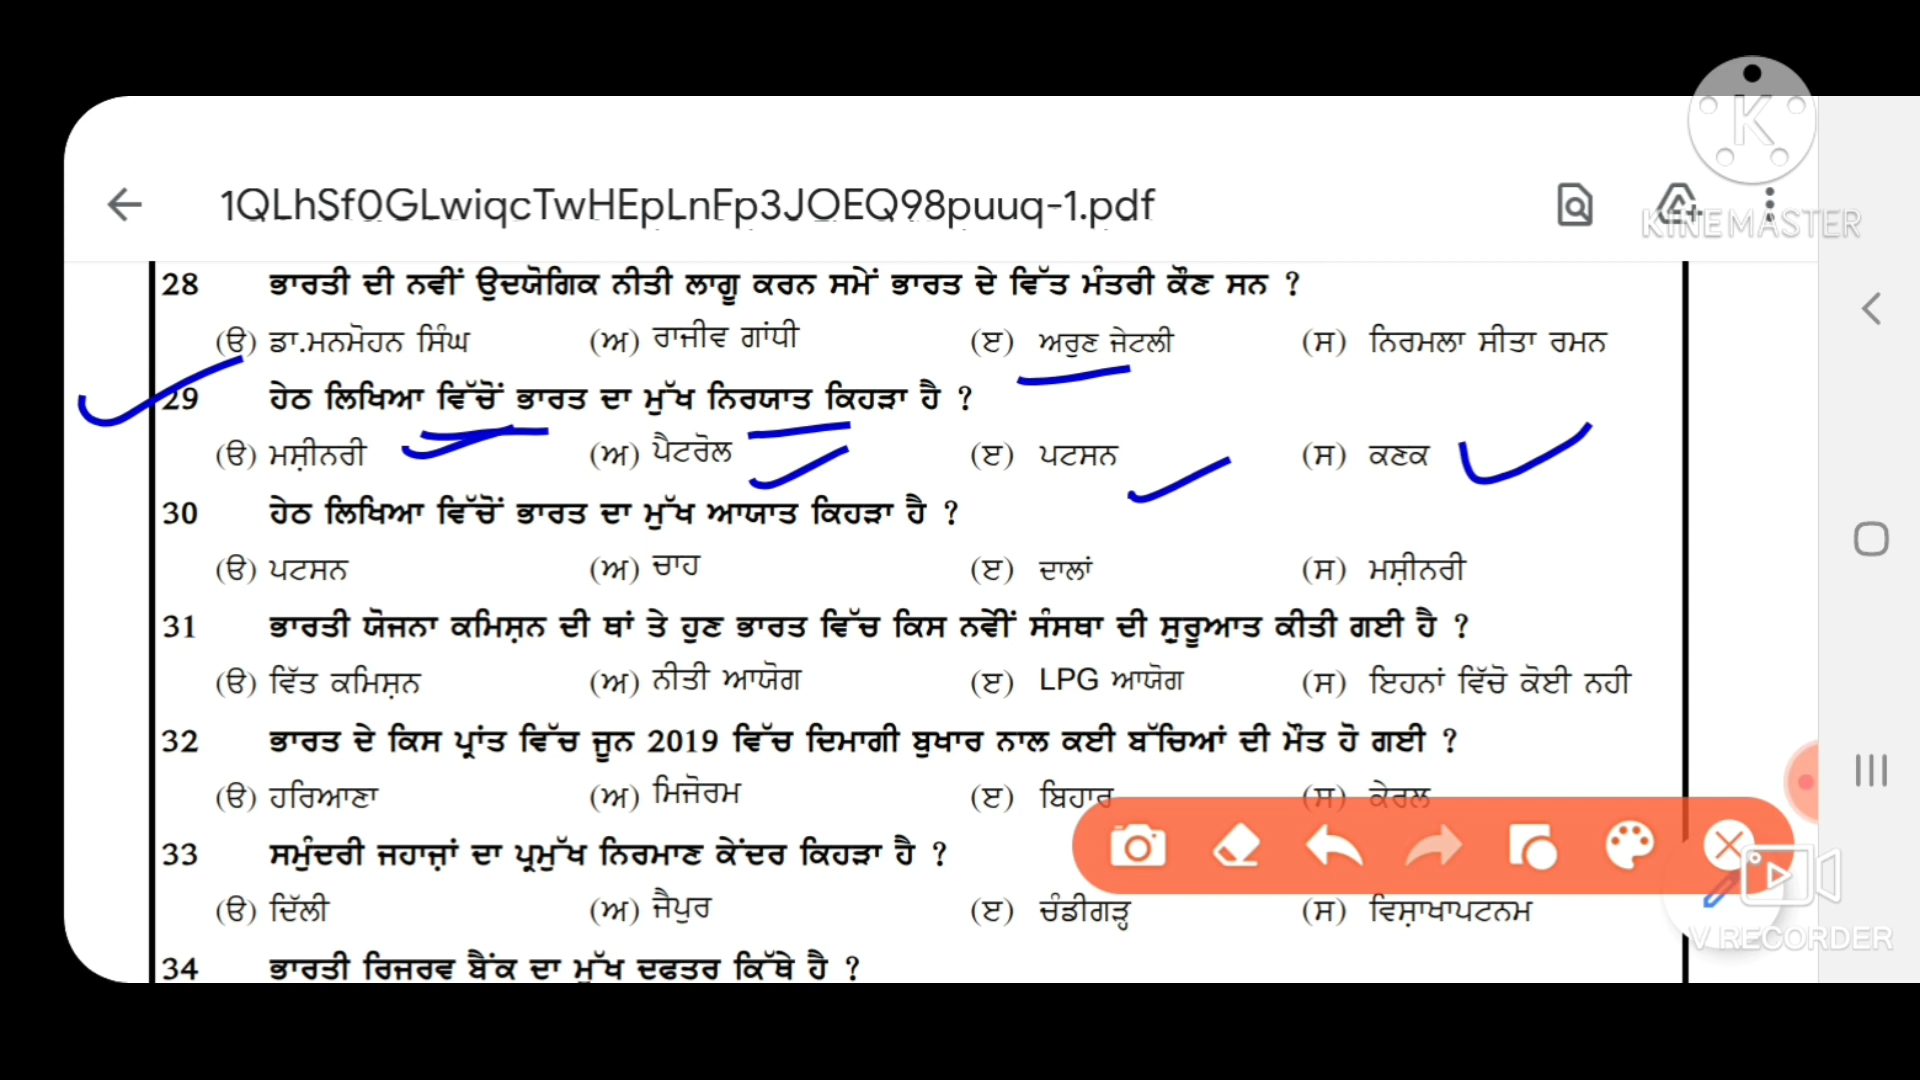 1QLhSf0GLwiqcTwHEpLnFp3JOEQ98puuq-1.pdf
KINEMASTER
28 ਭਾਰਤੀ ਦੀ ਨਵੀਂ ਉਦਯੋਗਿਕ ਨੀਤੀ ਲਾਗੂ ਕਰਨ ਸਮੇਂ ਭਾਰਤ ਦੇ ਵਿੱਤ ਮੰਤਰੀ ਕੌਣ ਸਨ ?
(ੳ) ਡਾ.ਮਨਮੋਹਨ ਸਿੰਘ (ਅ) ਰਾਜੀਵ ਗਾਂਧੀ (ੲ) ਅਰੁਣ ਜੇਟਲੀ (ਸ) ਨਿਰਮਲਾ ਸੀਤਾ ਰਮਨ
29 ਹੇਠ ਲਿਖਿਆ ਵਿੱਚੋਂ ਭਾਰਤ ਦਾ ਮੁੱਖ ਨਿਰਯਾਤ ਕਿਹੜਾ ਹੈ ?
(ੳ) ਮਸ਼ੀਨਰੀ (ਅ) ਪੈਟਰੋਲ (ੲ) ਪਟਸਨ (ਸ) ਕਣਕ
30 ਹੇਠ ਲਿਖਿਆ ਵਿੱਚੋਂ ਭਾਰਤ ਦਾ ਮੁੱਖ ਆਯਾਤ ਕਿਹੜਾ ਹੈ ?
(ੳ) ਪਟਸਨ (ਅ) ਚਾਹ (ੲ) ਦਾਲਾਂ (ਸ) ਮਸ਼ੀਨਰੀ
31 ਭਾਰਤੀ ਯੋਜਨਾ ਕਮਿਸ਼ਨ ਦੀ ਥਾਂ ਤੇ ਹੁਣ ਭਾਰਤ ਵਿੱਚ ਕਿਸ ਨਵੀਂ ਸੰਸਥਾ ਦੀ ਸੁਰੂਆਤ ਕੀਤੀ ਗਈ ਹੈ ?
(ੳ) ਵਿੱਤ ਕਮਿਸ਼ਨ (ਅ) ਨੀਤੀ ਆਯੋਗ (ੲ) LPG ਆਯੋਗ (ਸ) ਇਹਨਾਂ ਵਿੱਚੋ ਕੋਈ ਨਹੀ
32 ਭਾਰਤ ਦੇ ਕਿਸ ਪ੍ਰਾਂਤ ਵਿੱਚ ਜੂਨ 2019 ਵਿੱਚ ਦਿਮਾਗੀ ਬੁਖਾਰ ਨਾਲ ਕਈ ਬੱਚਿਆਂ ਦੀ ਮੌਤ ਹੋ ਗਈ ?
(ੳ) ਹਰਿਆਣਾ (ਅ) ਮਿਜੋਰਮ (ੲ) ਬਿਹਾਰ (ਸ) ਕੇਰਲ
33 ਸਮੁੰਦਰੀ ਜਹਾਜ਼ਾਂ ਦਾ ਪ੍ਰਮੁੱਖ ਨਿਰਮਾਣ ਕੇਂਦਰ ਕਿਹੜਾ ਹੈ ?
(ੳ) ਦਿੱਲੀ (ਅ) ਜੈਪੁਰ (ੲ) ਚੰਡੀਗੜ੍ਹ (ਸ) ਵਿਸ਼ਾਖਾਪਟਨਮ
V RECORDER
34 ਭਾਰਤੀ ਰਿਜਰਵ ਬੈਂਕ ਦਾ ਮੁੱਖ ਦਫਤਰ ਕਿੱਥੇ ਹੈ ?